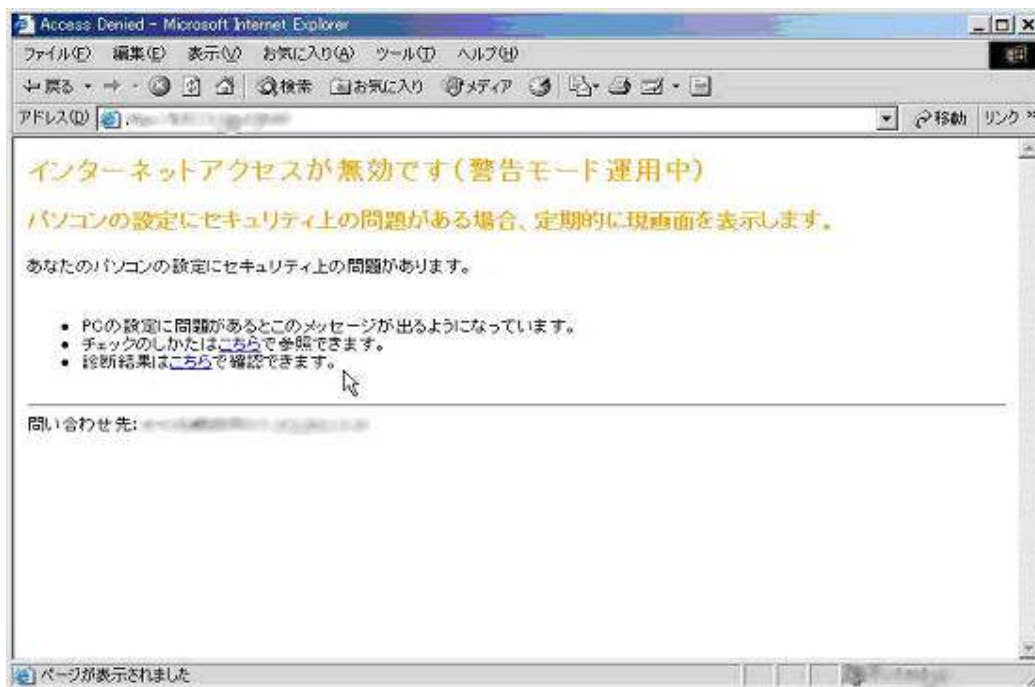 Access Denied - Microsoft Internet Explorer
ファイル(F) 編集(E) 表示(V) お気に入り(A) ツール(T) ヘルプ(H)
戻る 検索 お気に入り メディア
アドレス(D) 移動 リンク »
インターネットアクセスが無効です(警告モード運用中)
パソコンの設定にセキュリティ上の問題がある場合、定期的に現画面を表示します。
あなたのパソコンの設定にセキュリティ上の問題があります。
• PCの設定に問題があるとこのメッセージが出るようになっています。
• チェックのしかたはこちらで参照できます。
• 診断結果はこちらで確認できます。
問い合わせ先:
ページが表示されました